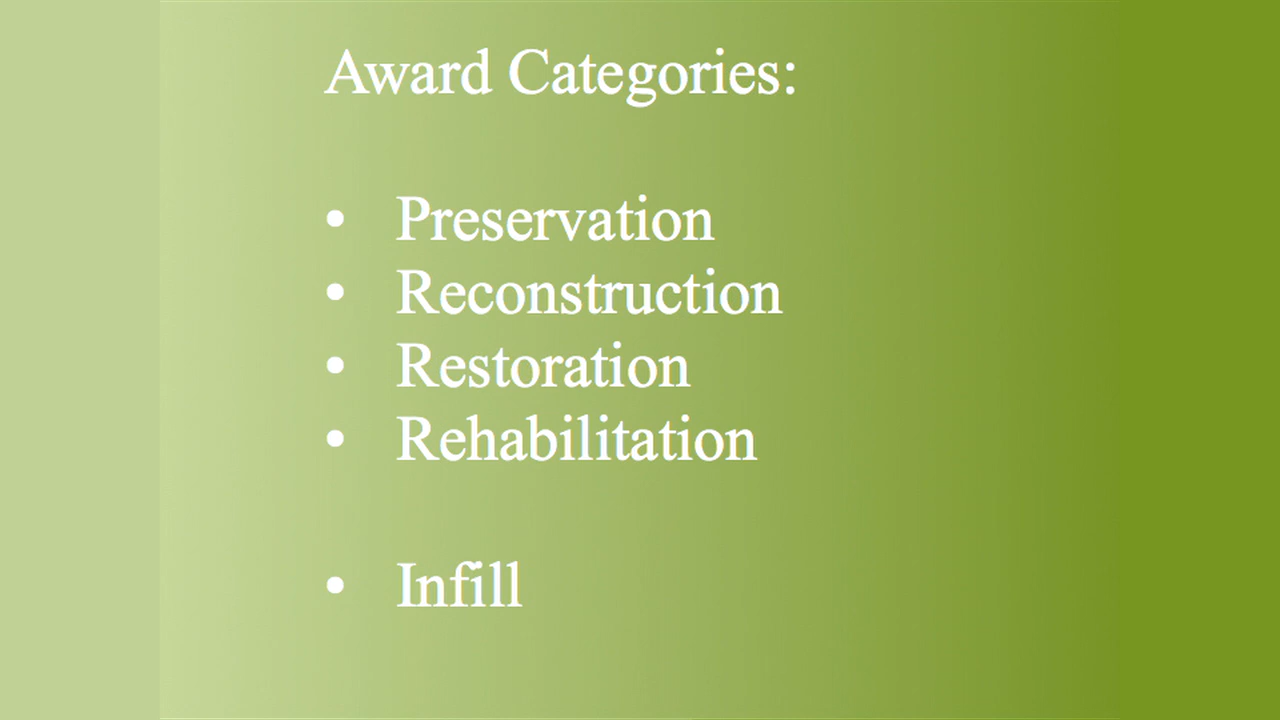 Award Categories:
• Preservation
• Reconstruction
• Restoration
• Rehabilitation
• Infill